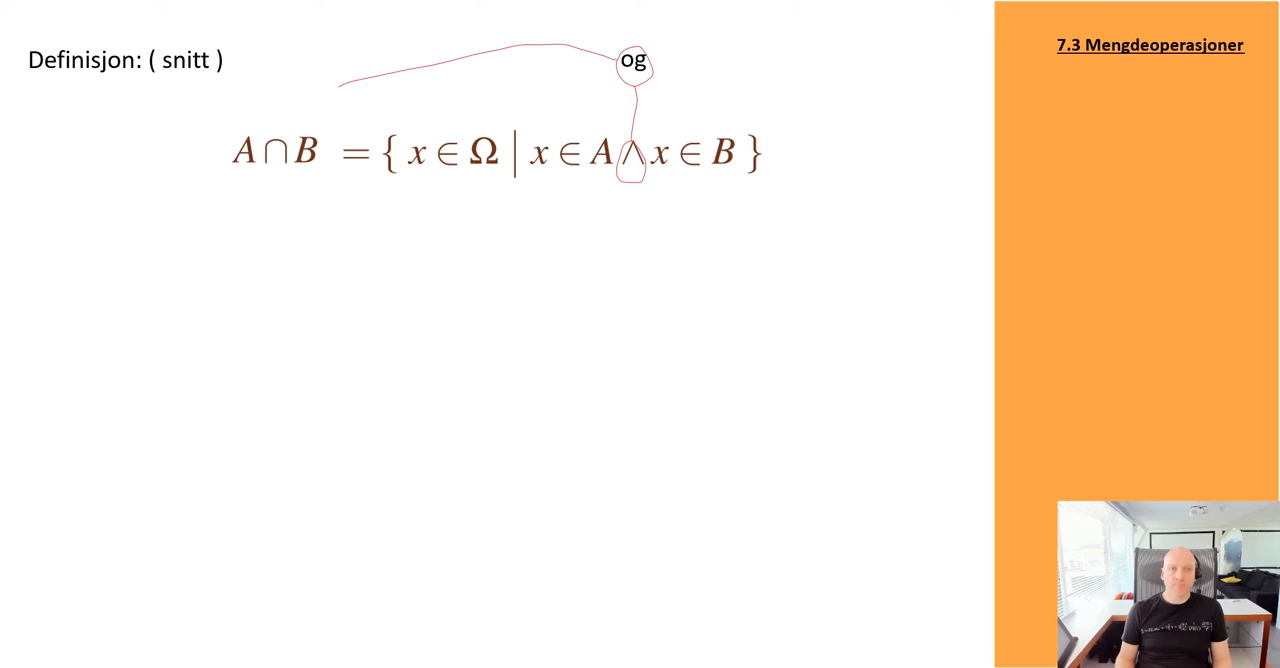 Definisjon: ( snitt )
og
A ∩ B = { x ∈ Ω | x ∈ A ∧ x ∈ B }
7.3 Mengdeoperasjoner